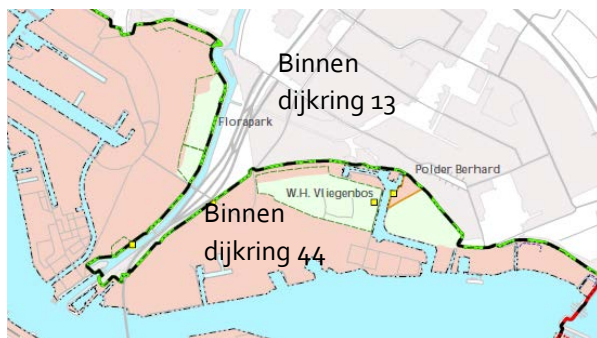 Binnen
dijkring 13
Florapark
Polder Berhard
W.H. Vliegenbos
Binnen
dijkring 44